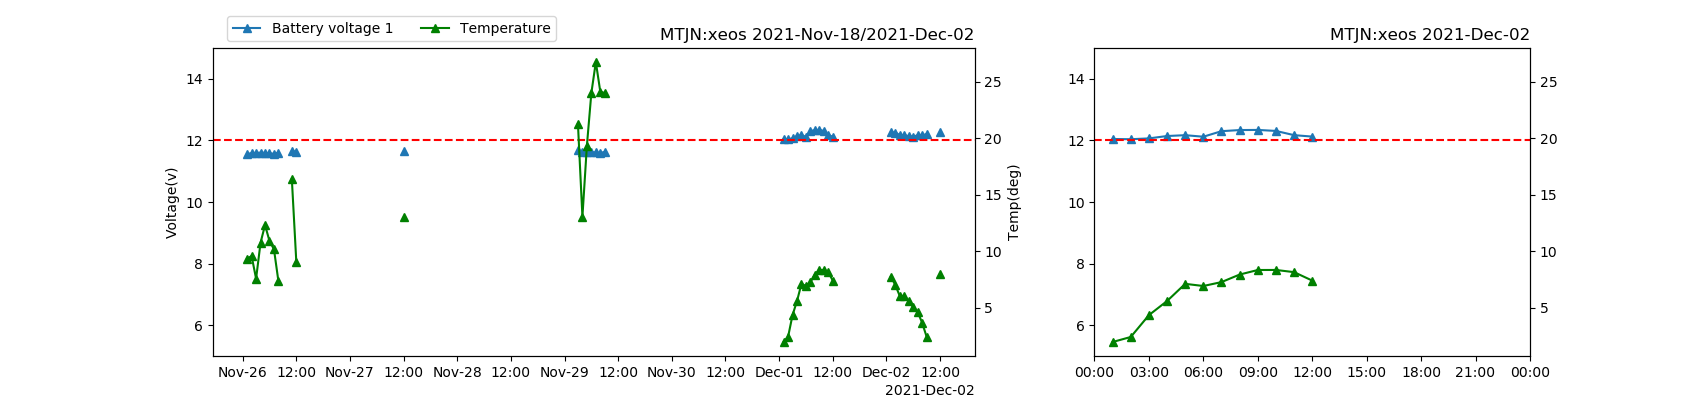 Battery voltage 1 Temperature
MTJN:xeos 2021-Nov-18/2021-Dec-02
14
12
10
8
6
Voltage(v)
25
20
15
10
5
Temp(deg)
Nov-26 12:00 Nov-27 12:00 Nov-28 12:00 Nov-29 12:00 Nov-30 12:00 Dec-01 12:00 Dec-02 12:00
2021-Dec-02
MTJN:xeos 2021-Dec-02
14
12
10
8
6
25
20
15
10
5
00:00 03:00 06:00 09:00 12:00 15:00 18:00 21:00 00:00